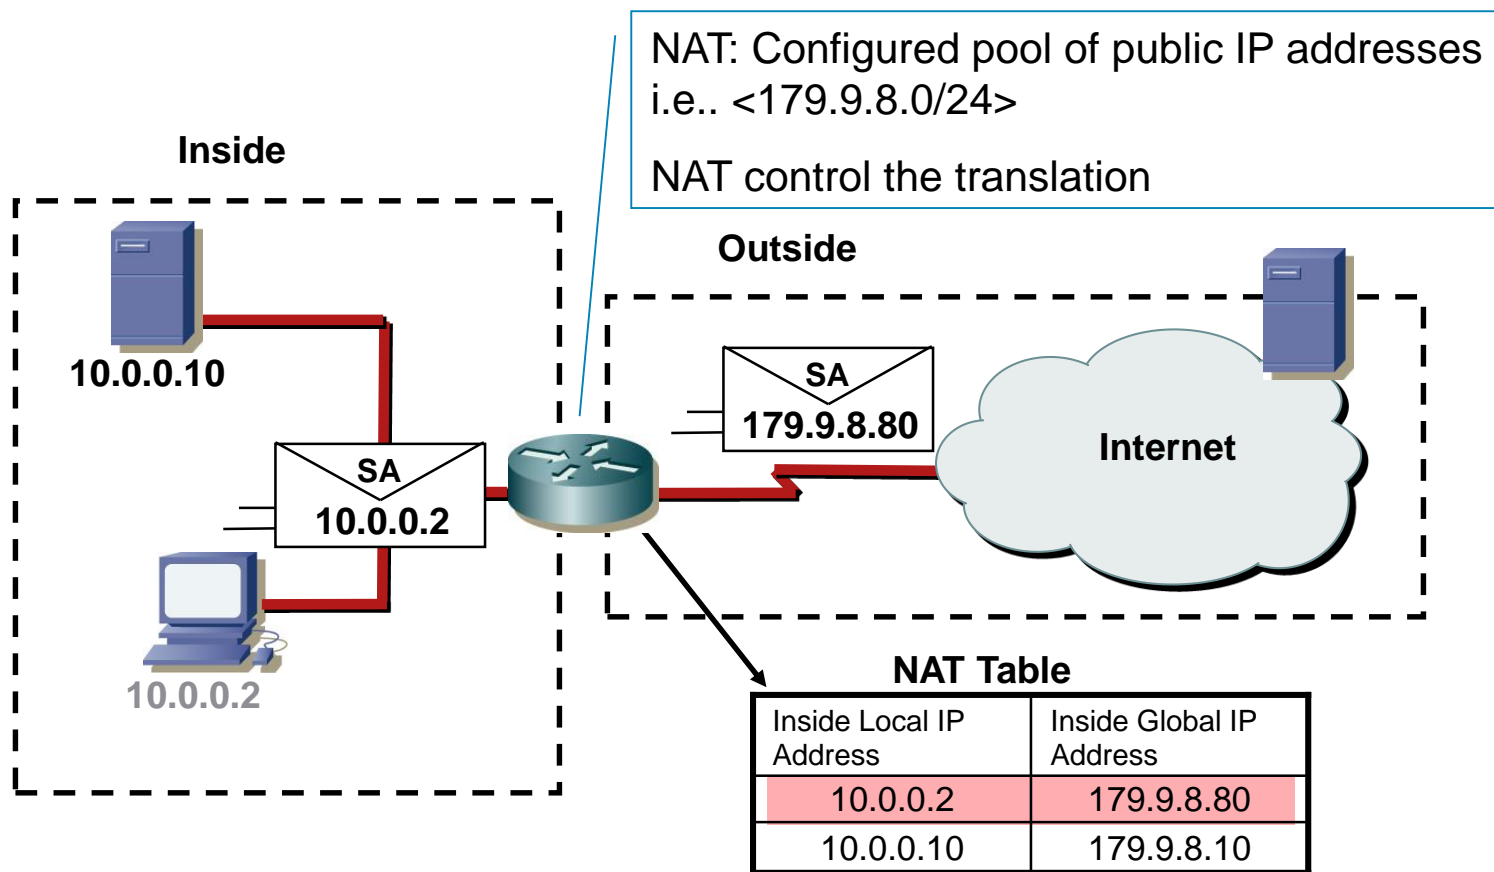 NAT: Configured pool of public IP addresses
i.e.. <179.9.8.0/24>
NAT control the translation
Inside
Outside
10.0.0.10
SA
179.9.8.80
Internet
SA
10.0.0.2
10.0.0.2
NAT Table
Inside Local IP Address
Inside Global IP Address
10.0.0.2 179.9.8.80
10.0.0.10 179.9.8.10